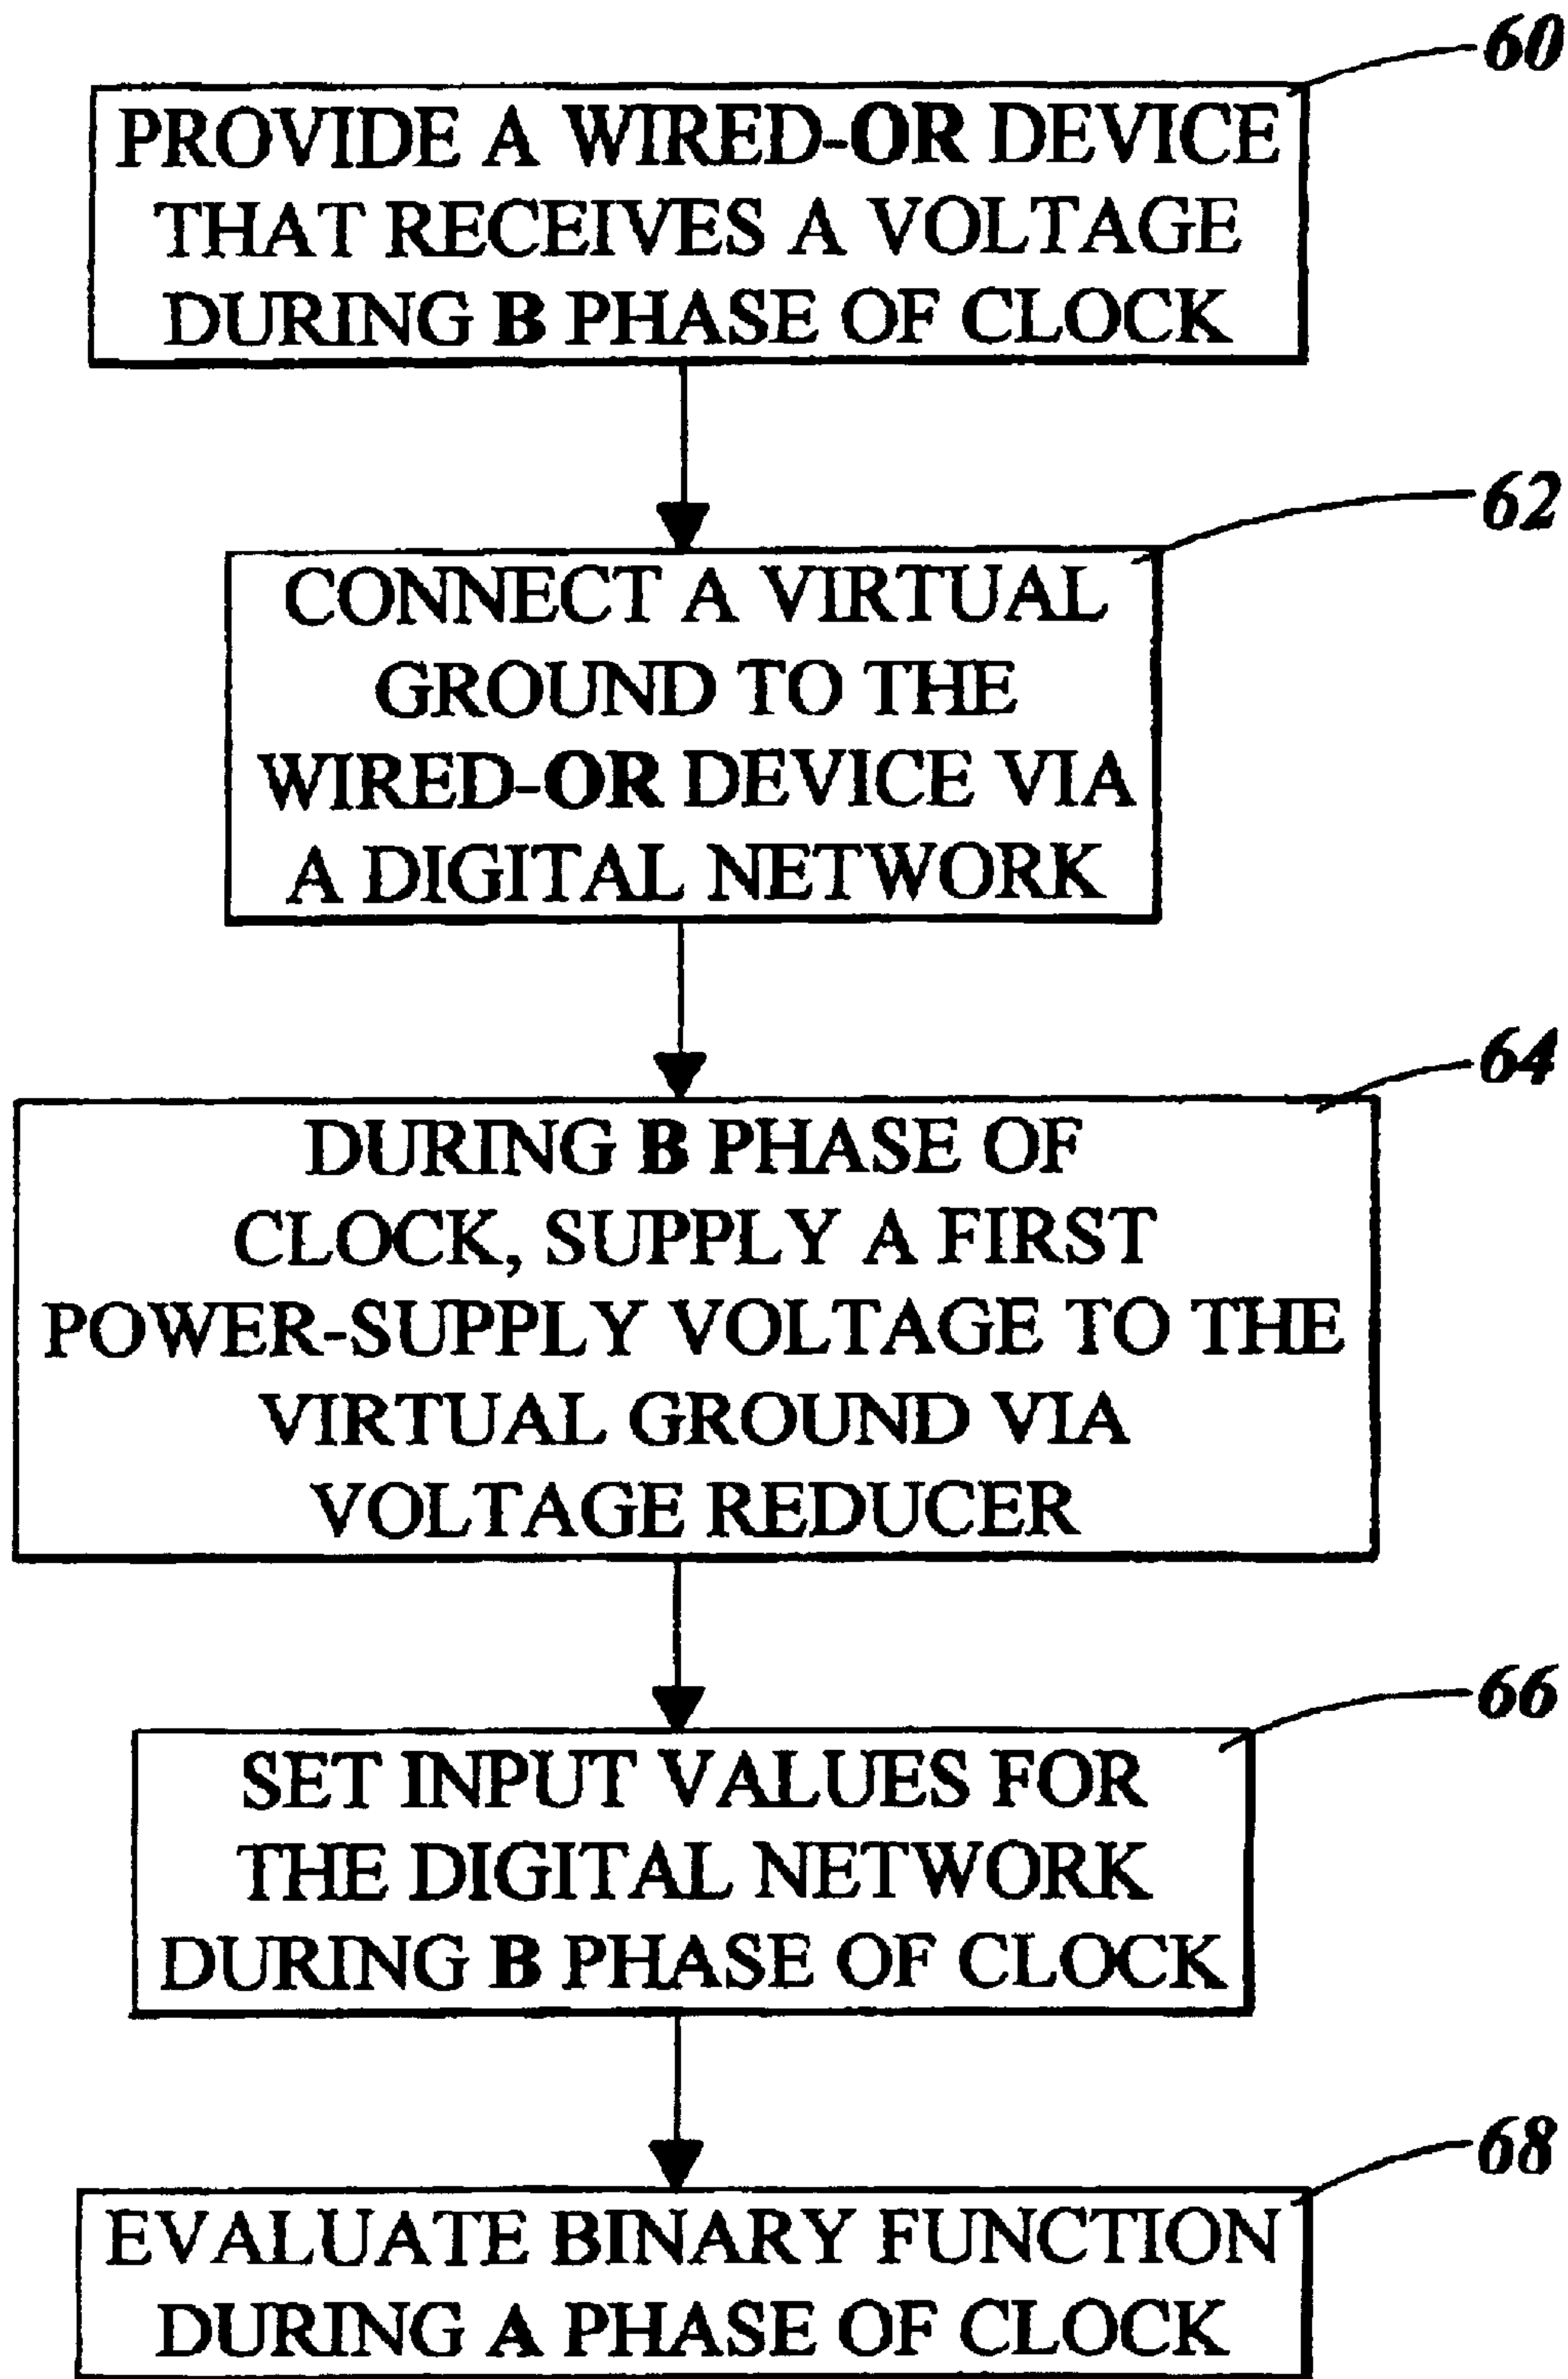 60
PROVIDE A WIRED-OR DEVICE
THAT RECEIVES A VOLTAGE
DURING B PHASE OF CLOCK
62
CONNECT A VIRTUAL
GROUND TO THE
WIRED-OR DEVICE VIA
A DIGITAL NETWORK
64
DURING B PHASE OF
CLOCK, SUPPLY A FIRST
POWER-SUPPLY VOLTAGE TO THE
VIRTUAL GROUND VIA
VOLTAGE REDUCER
66
SET INPUT VALUES FOR
THE DIGITAL NETWORK
DURING B PHASE OF CLOCK
68
EVALUATE BINARY FUNCTION
DURING A PHASE OF CLOCK